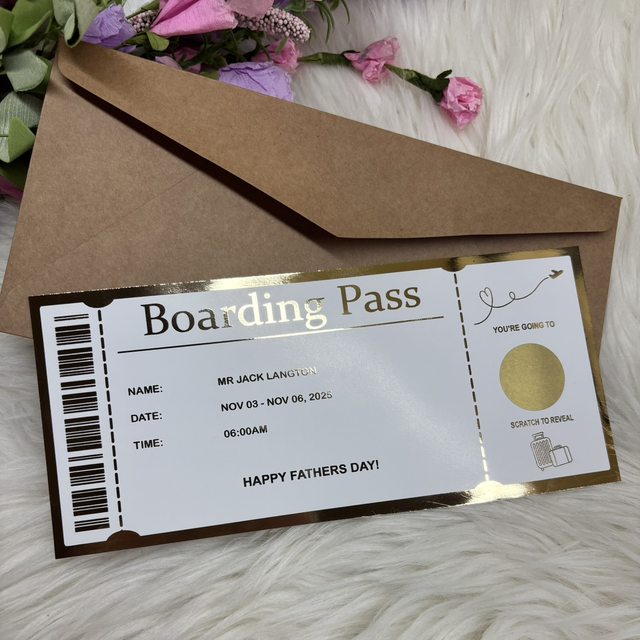 Boarding Pass
NAME: MR JACK LANGTON
DATE: NOV 03 - NOV 06, 2025
TIME: 06:00AM
HAPPY FATHERS DAY!
YOU'RE GOING TO
SCRATCH TO REVEAL